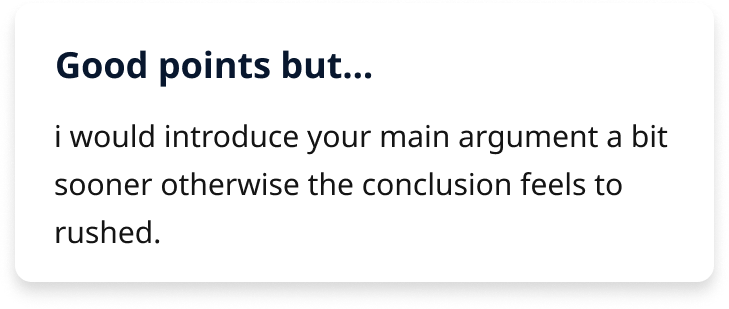 Good points but...
i would introduce your main argument a bit
sooner otherwise the conclusion feels to
rushed.